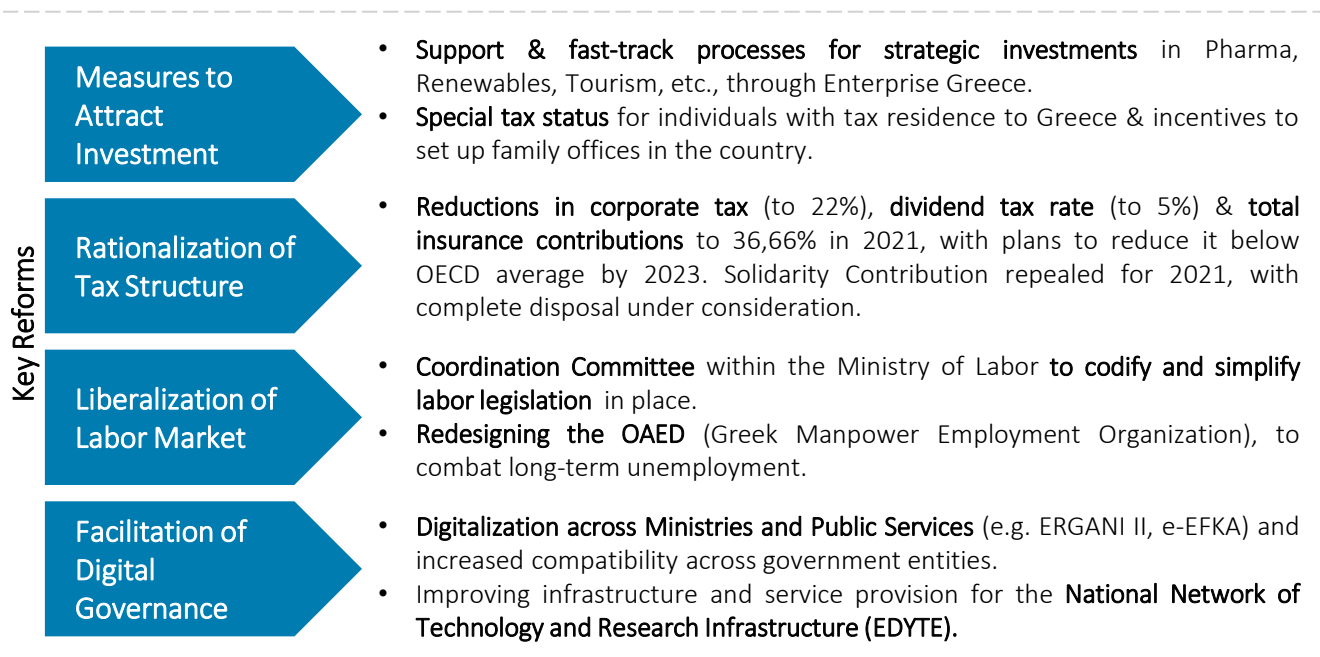 Key Reforms
Measures to
Attract
Investment
• Support & fast-track processes for strategic investments in Pharma,
Renewables, Tourism, etc., through Enterprise Greece.
• Special tax status for individuals with tax residence to Greece & incentives to
set up family offices in the country.
Rationalization of
Tax Structure
• Reductions in corporate tax (to 22%), dividend tax rate (to 5%) & total
insurance contributions to 36,66% in 2021, with plans to reduce it below
OECD average by 2023. Solidarity Contribution repealed for 2021, with
complete disposal under consideration.
Liberalization of
Labor Market
• Coordination Committee within the Ministry of Labor to codify and simplify
labor legislation in place.
• Redesigning the OAED (Greek Manpower Employment Organization), to
combat long-term unemployment.
Facilitation of
Digital
Governance
• Digitalization across Ministries and Public Services (e.g. ERGANI II, e-EFKA) and
increased compatibility across government entities.
• Improving infrastructure and service provision for the National Network of
Technology and Research Infrastructure (EDYTE).